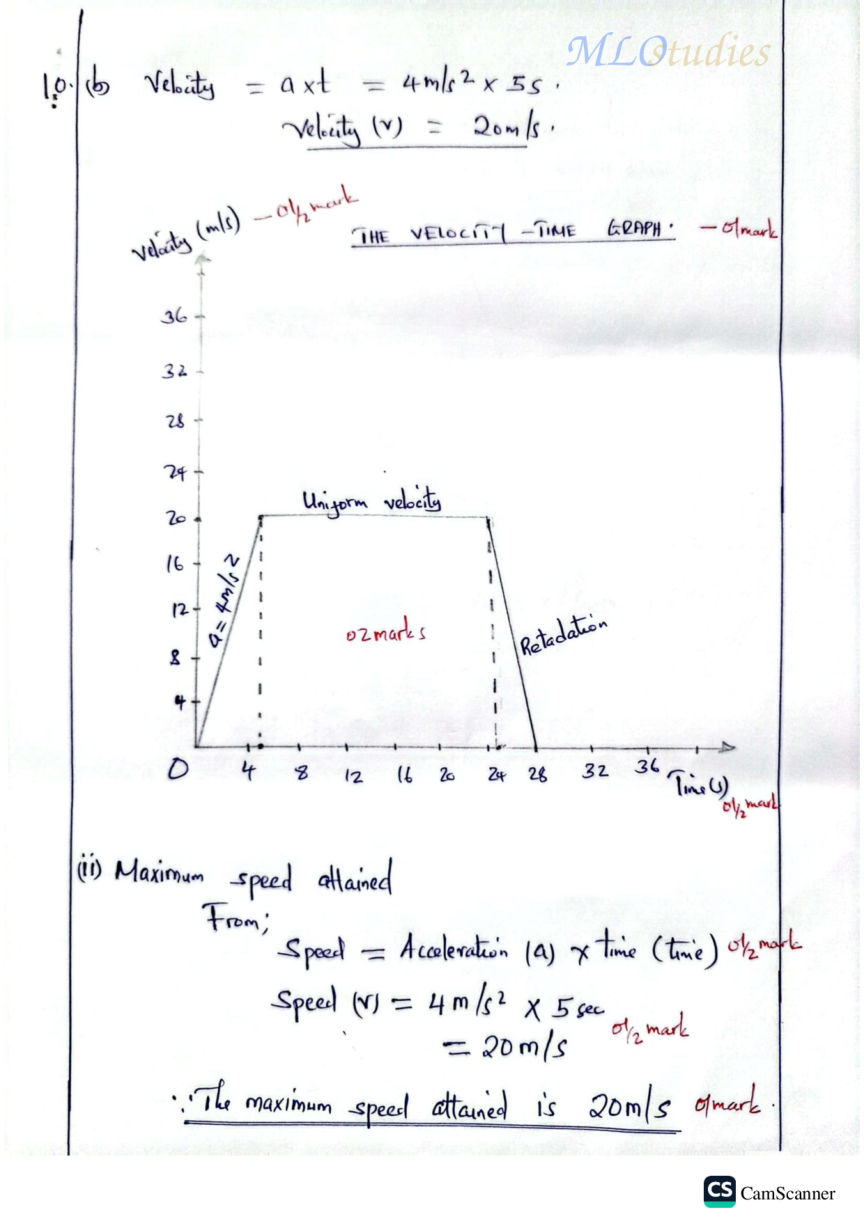 MLOstudies
10. (b) Velocity = a x t = 4m/s² x 5s.
Velocity (v) = 20m/s.
Velocity (m/s) — 0½ mark
THE VELOCITY - TIME GRAPH. — 01mark
36
32
28
24
Uniform velocity
20
16
a = 4m/s²
12
02marks
Retadation
8
4
0 4 8 12 16 20 24 28 32 36 Time (s)
0½ mark
(ii) Maximum speed attained
From;
Speed = Acceleration (a) x time (time) 0½ mark
Speed (v) = 4m/s² x 5 sec
= 20m/s 0½ mark
∵ The maximum speed attained is 20m/s 01mark.
CS CamScanner